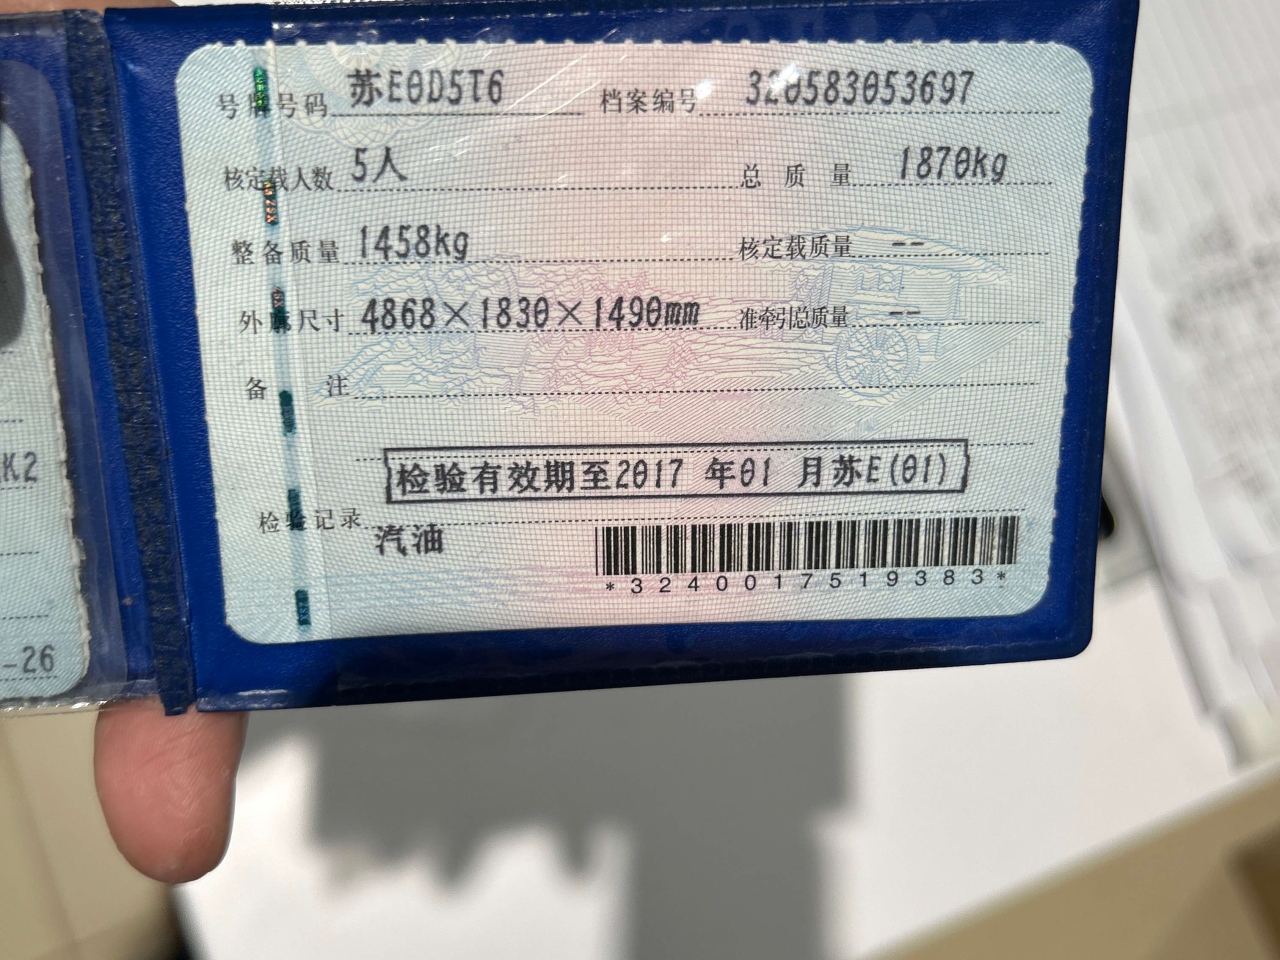 号牌号码 苏E0D5T6 档案编号 320583053697
核定载人数 5人 总质量 1870kg
整备质量 1458kg 核定载质量 --
外廓尺寸 4868×1830×1490mm 准牵引总质量 --
备注
K2
检验有效期至2017 年01 月苏E(01)
检验记录 汽油
*3240017519383*
-26